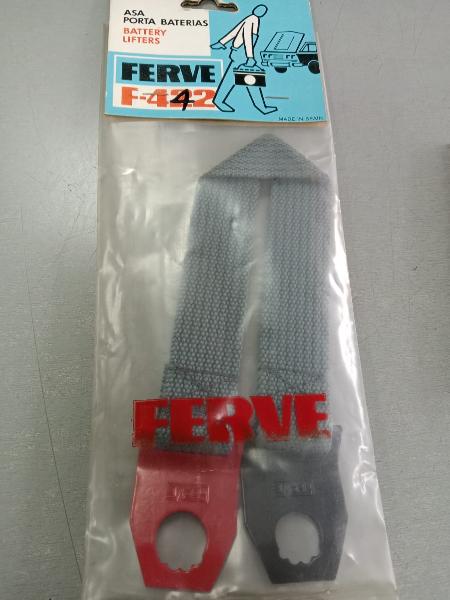 ASA
PORTA BATERIAS
BATTERY
LIFTERS
FERVE
F-442
MADE IN SPAIN
FERVE